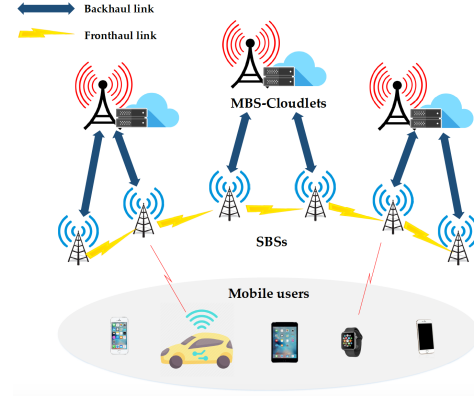 Backhaul link
Fronthaul link
MBS-Cloudlets
SBSs
Mobile users